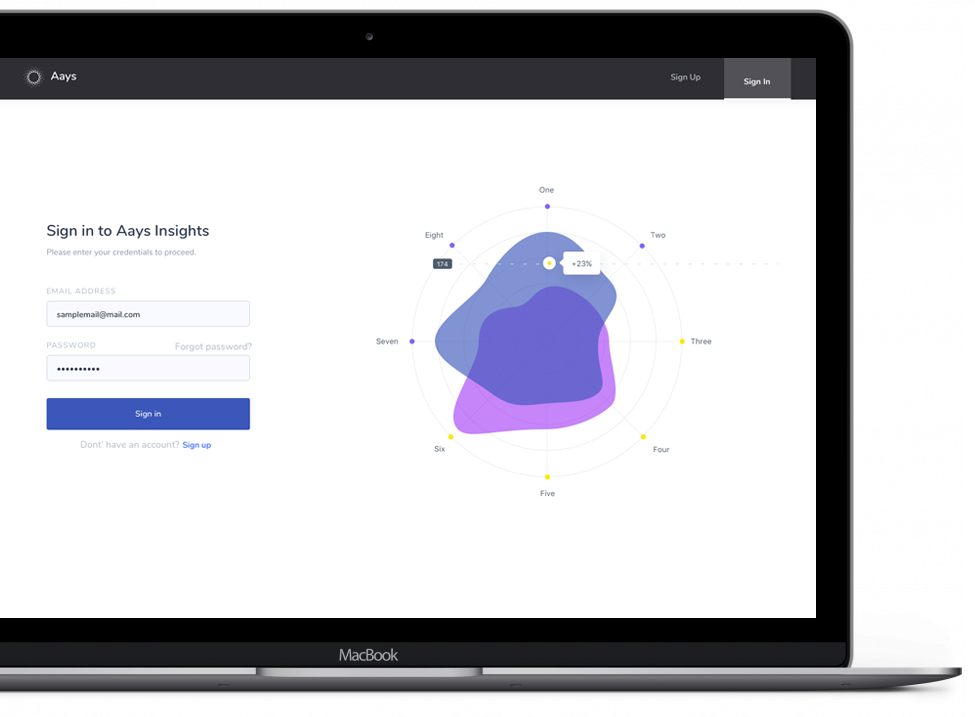 Aays
Sign Up
Sign In
Sign in to Aays Insights
Please enter your credentials to proceed.
EMAIL ADDRESS
samplemail@mail.com
PASSWORD
Forgot password?
••••••••••
Sign in
Dont' have an account? Sign up
One
Two
Three
Four
Five
Six
Seven
Eight
174
+23%
MacBook